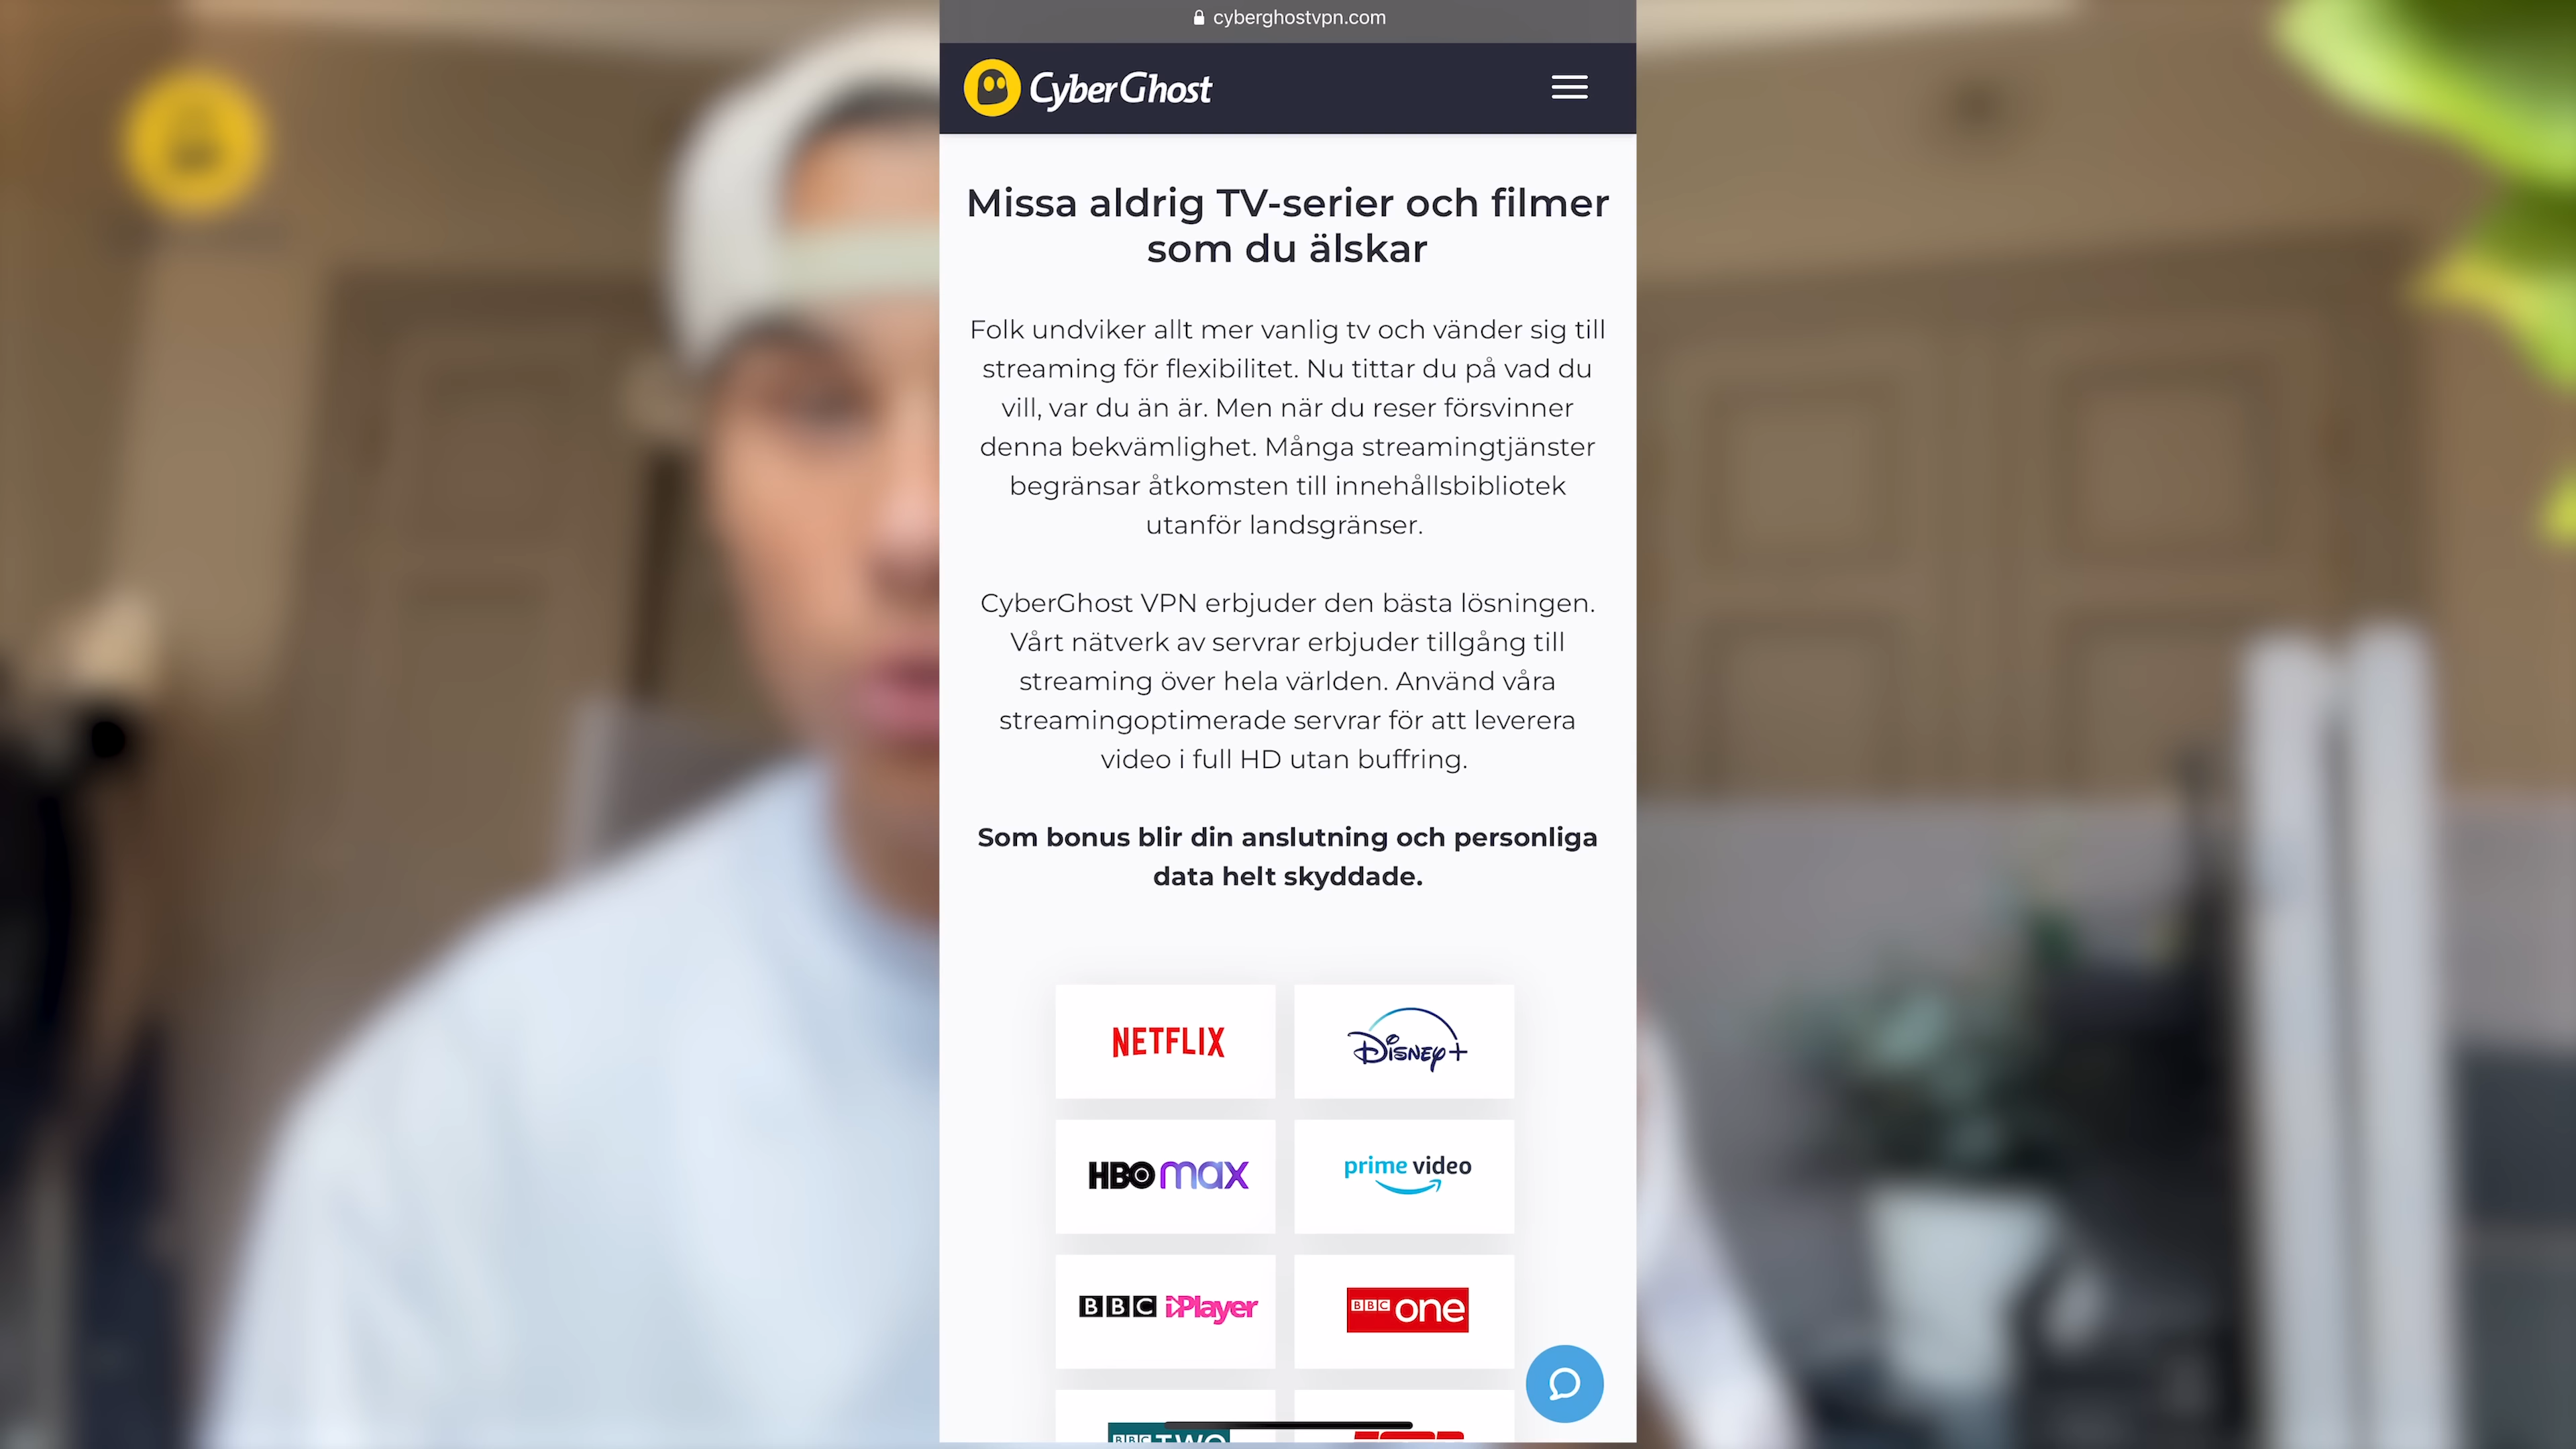 cyberghostvpn.com
CyberGhost
Missa aldrig TV-serier och filmer
som du älskar
Folk undviker allt mer vanlig tv och vänder sig till
streaming för flexibilitet. Nu tittar du på vad du
vill, var du än är. Men när du reser försvinner
denna bekvämlighet. Många streamingtjänster
begränsar åtkomsten till innehållsbibliotek
utanför landsgränser.
CyberGhost VPN erbjuder den bästa lösningen.
Vårt nätverk av servrar erbjuder tillgång till
streaming över hela världen. Använd våra
streamingoptimerade servrar för att leverera
video i full HD utan buffring.
Som bonus blir din anslutning och personliga
data helt skyddade.
NETFLIX
Disney+
HBO max
prime video
BBC iPlayer
BBC one
BBC TWO